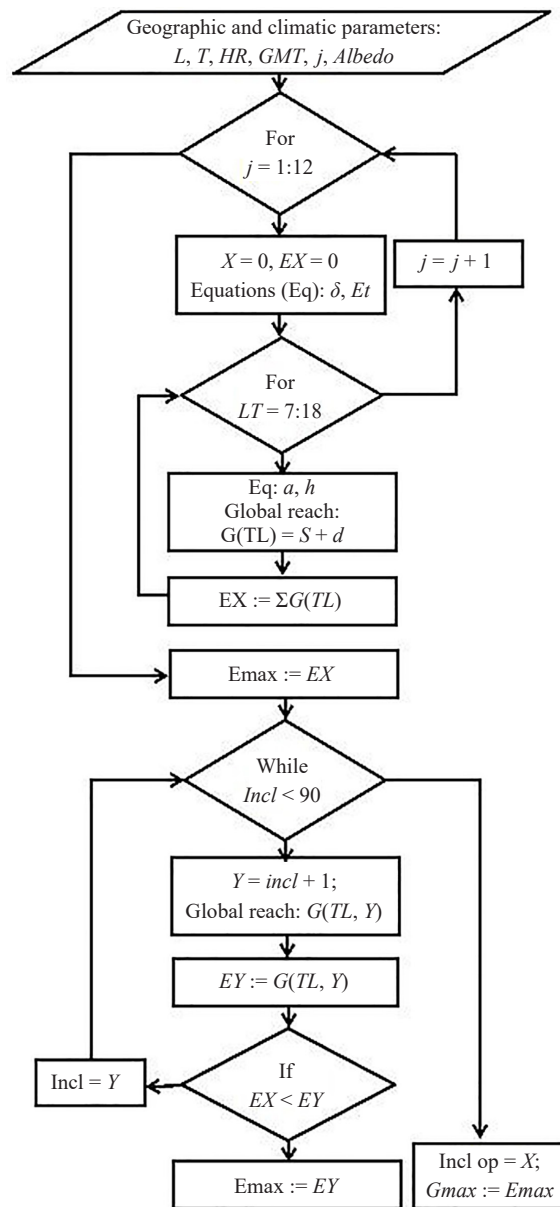 Geographic and climatic parameters:
L, T, HR, GMT, j, Albedo
For
j = 1:12
X = 0, EX = 0
Equations (Eq): δ, Et
j = j + 1
For
LT = 7:18
Eq: a, h
Global reach:
G(TL) = S + d
EX := ΣG(TL)
Emax := EX
While
Incl < 90
Y = incl + 1;
Global reach: G(TL, Y)
EY := G(TL, Y)
If
EX < EY
Incl = Y
Emax := EY
Incl op = X;
Gmax := Emax